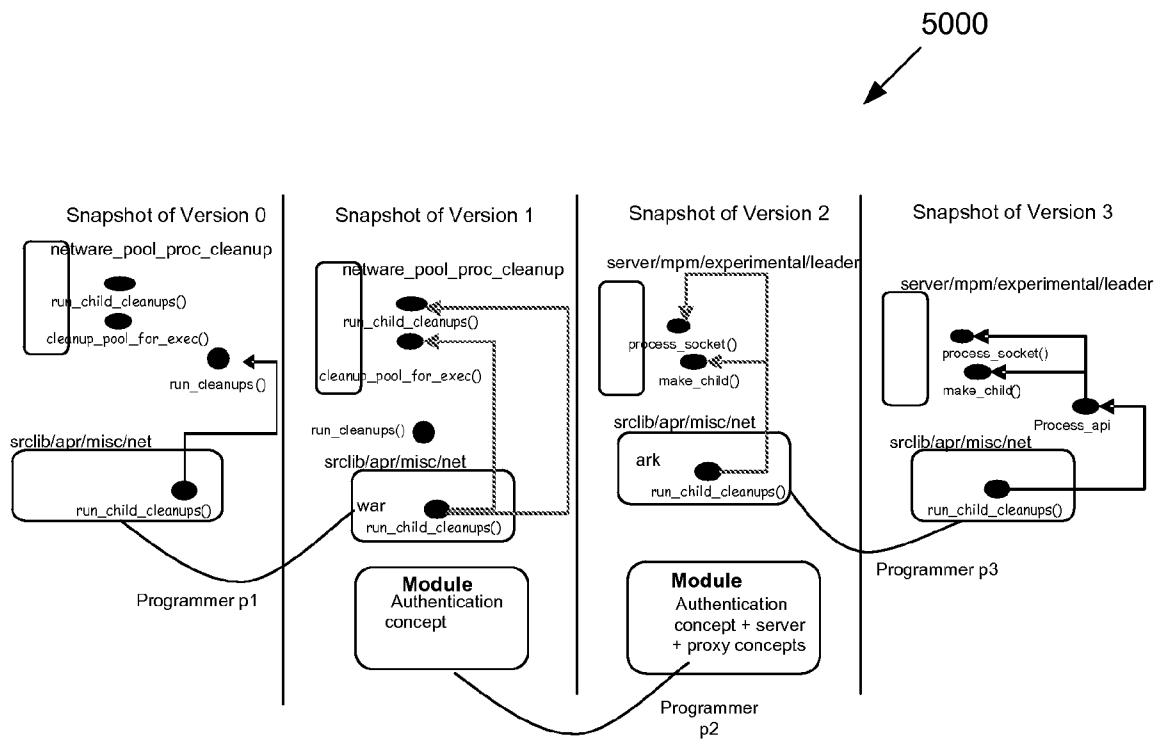 5000
Snapshot of Version 0
netware_pool_proc_cleanup
run_child_cleanups()
cleanup_pool_for_exec()
run_cleanups()
srclib/apr/misc/net
run_child_cleanups()
Programmer p1
Snapshot of Version 1
netware_pool_proc_cleanup
run_child_cleanups()
cleanup_pool_for_exec()
run_cleanups()
srclib/apr/misc/net
war
run_child_cleanups()
Module
Authentication
concept
Snapshot of Version 2
server/mpm/experimental/leader
process_socket()
make_child()
srclib/apr/misc/net
ark
run_child_cleanups()
Module
Authentication
concept + server
+ proxy concepts
Programmer
p2
Snapshot of Version 3
server/mpm/experimental/leader
process_socket()
make_child()
Process_api
srclib/apr/misc/net
run_child_cleanups()
Programmer p3